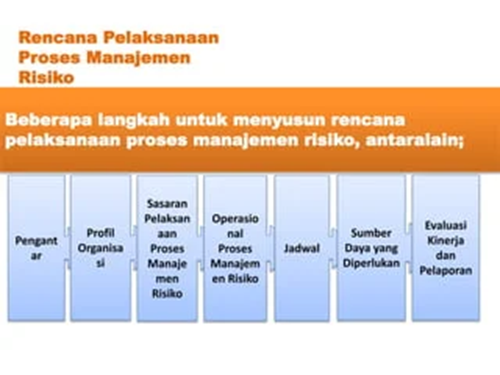 Rencana Pelaksanaan
Proses Manajemen
Risiko
Beberapa langkah untuk menyusun rencana
pelaksanaan proses manajemen risiko, antaralain;
Pengant
ar
Profil
Organisa
si
Sasaran
Pelaksan
aan
Proses
Manaje
men
Risiko
Operasio
nal
Proses
Manajem
en Risiko
Jadwal
Sumber
Daya yang
Diperlukan
Evaluasi
Kinerja
dan
Pelaporan